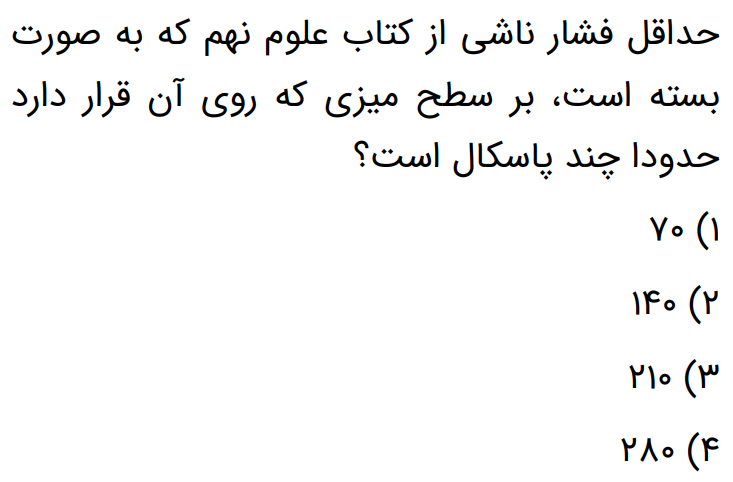 حداقل فشار ناشی از کتاب علوم نهم که به صورت
بسته است، بر سطح میزی که روی آن قرار دارد
حدودا چند پاسکال است؟
۱) ۷۰
۲) ۱۴۰
۳) ۲۱۰
۴) ۲۸۰